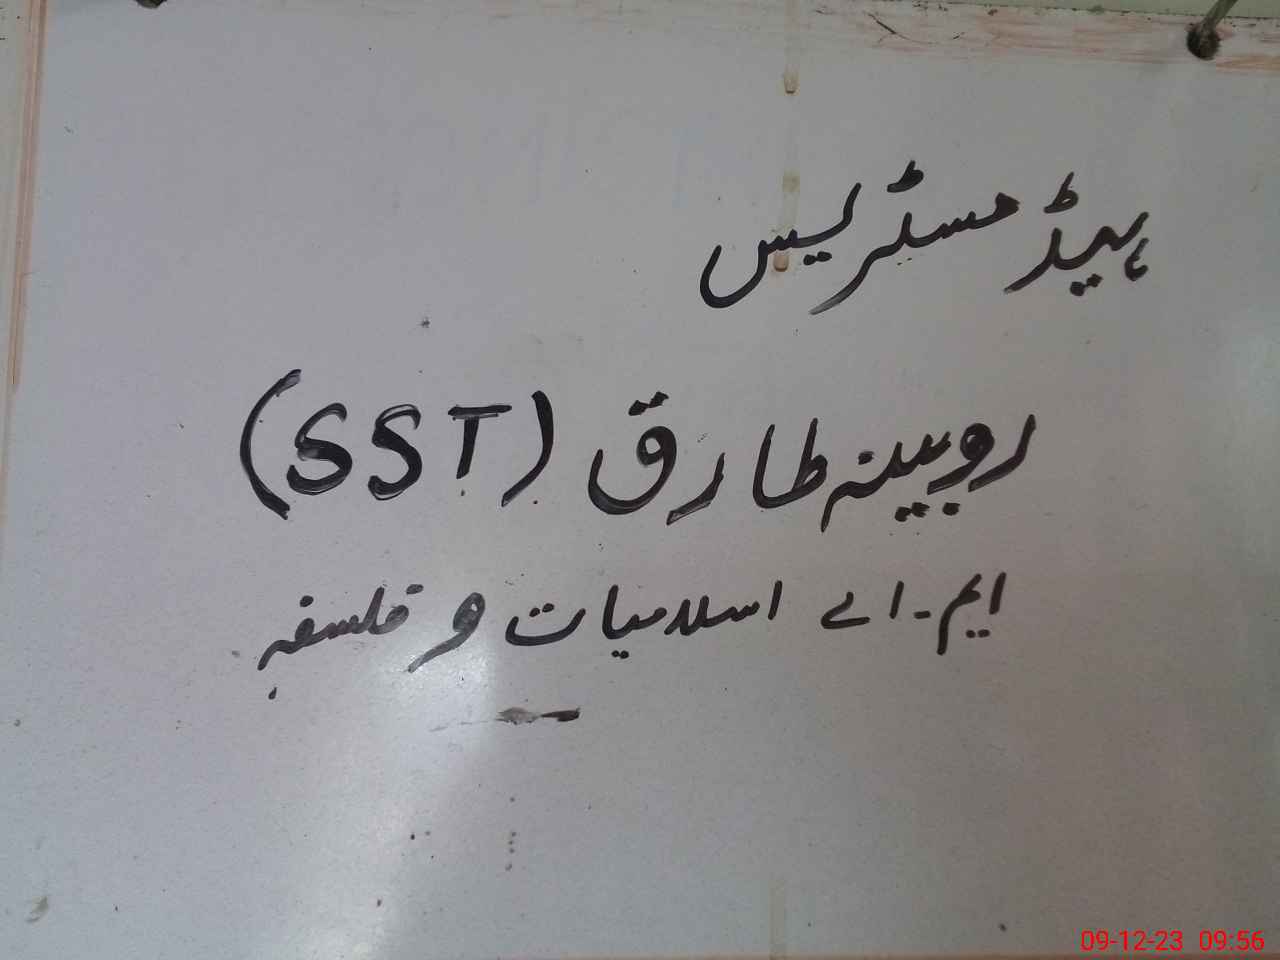 ہیڈ مسٹریس
روبینہ طارق (SST)
ایم۔اے اسلامیات و فلسفہ
09-12-23 09:56